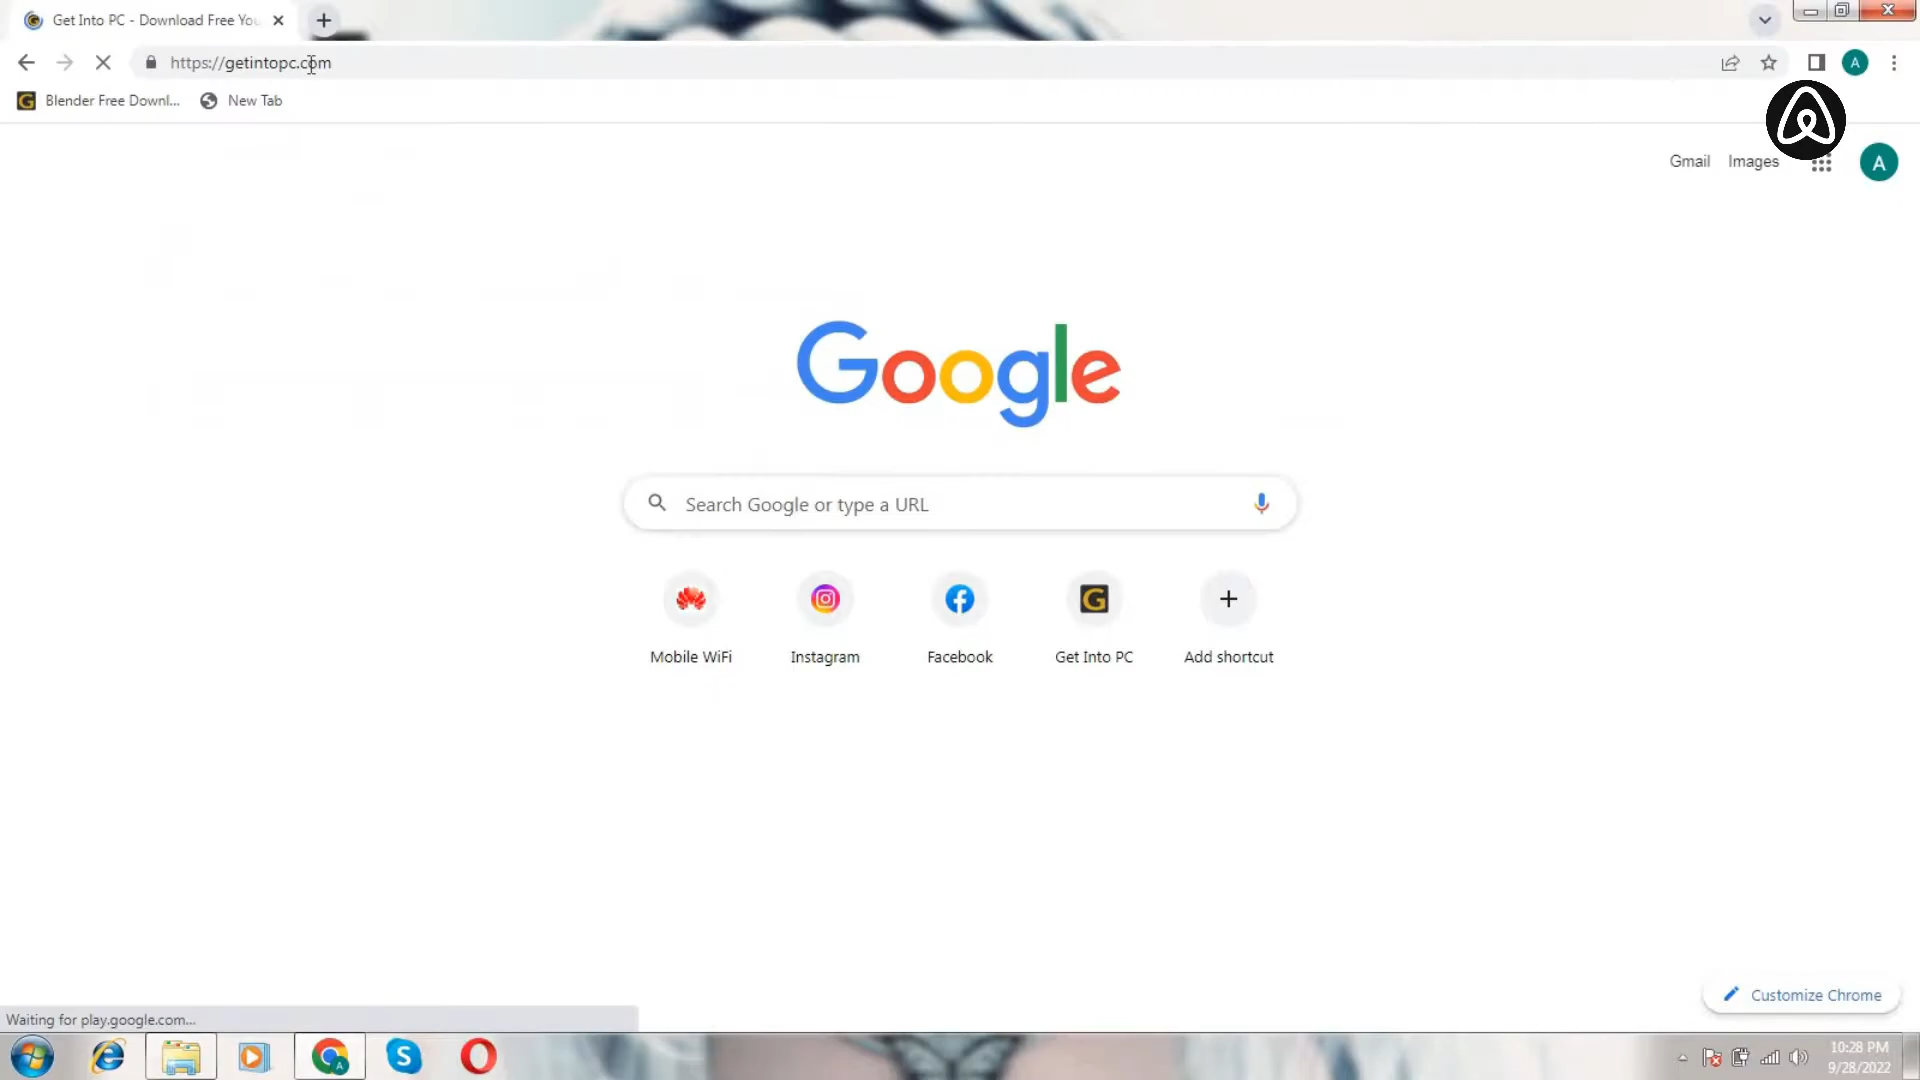 Get Into PC - Download Free You
https://getintopc.com
A
Blender Free Downl...
New Tab
Gmail
Images
A
Google
Search Google or type a URL
Mobile WiFi
Instagram
Facebook
Get Into PC
Add shortcut
Customize Chrome
Waiting for play.google.com...
10:28 PM
9/28/2022